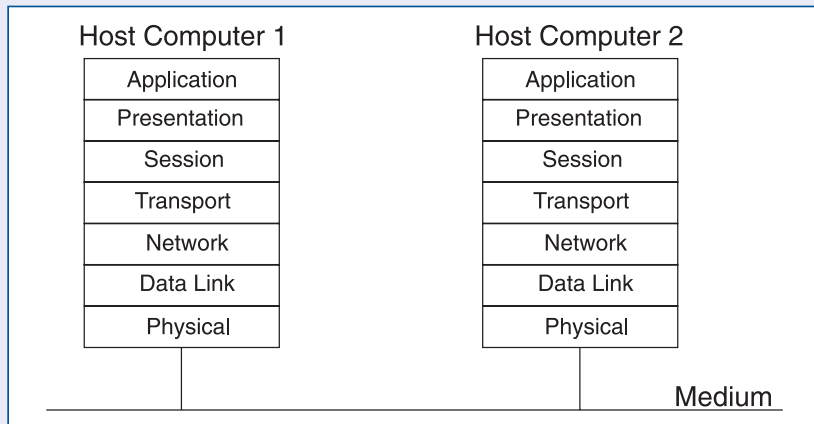 Host Computer 1
Application
Presentation
Session
Transport
Network
Data Link
Physical
Host Computer 2
Application
Presentation
Session
Transport
Network
Data Link
Physical
Medium